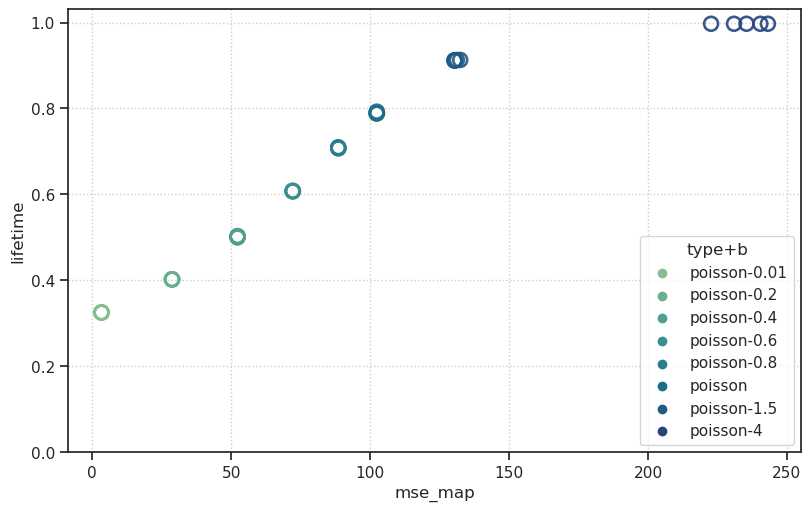 1.0
0.8
0.6
0.4
0.2
0.0
lifetime
type+b
poisson-0.01
poisson-0.2
poisson-0.4
poisson-0.6
poisson-0.8
poisson
poisson-1.5
poisson-4
0 50 100 150 200 250
mse_map